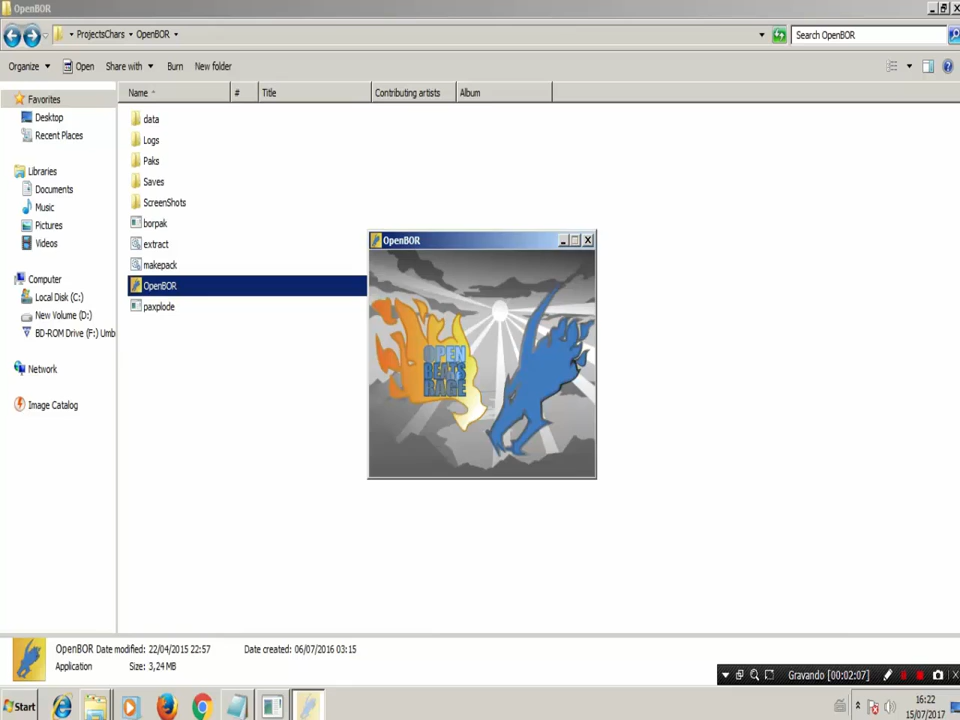 OpenBOR
ProjectsChars OpenBOR
Search OpenBOR
Organize Open Share with Burn New folder
Name # Title Contributing artists Album
Favorites
Desktop
Recent Places
Libraries
Documents
Music
Pictures
Videos
Computer
Local Disk (C:)
New Volume (D:)
BD-ROM Drive (F:) Umb
Network
Image Catalog
data
Logs
Paks
Saves
ScreenShots
borpak
extract
makepack
OpenBOR
paxplode
OpenBOR
OPEN
BEATS
RAGE
OpenBOR Date modified: 22/04/2015 22:57 Date created: 06/07/2016 03:15
Application Size: 3,24 MB
Gravando [00:02:07]
Start
16:22
15/07/2017